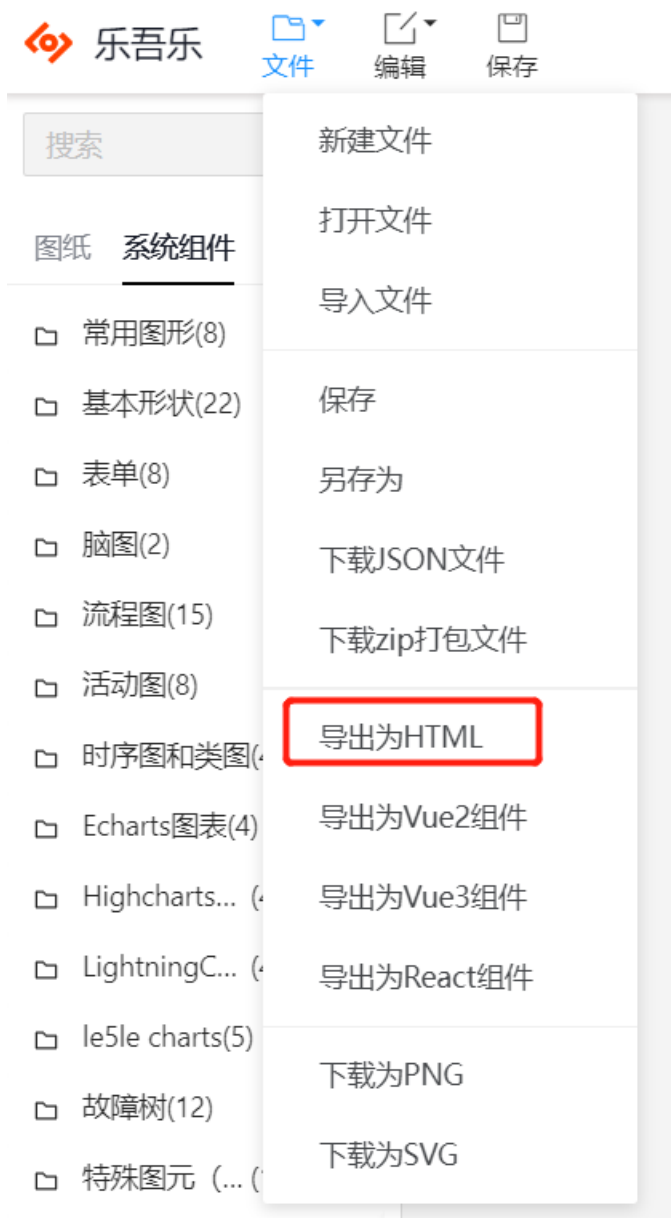 乐吾乐
文件
编辑
保存
搜索
图纸
系统组件
常用图形(8)
基本形状(22)
表单(8)
脑图(2)
流程图(15)
活动图(8)
时序图和类图(
Echarts图表(4)
Highcharts... (
LightningC... (
le5le charts(5)
故障树(12)
特殊图元（... (
新建文件
打开文件
导入文件
保存
另存为
下载JSON文件
下载zip打包文件
导出为HTML
导出为Vue2组件
导出为Vue3组件
导出为React组件
下载为PNG
下载为SVG